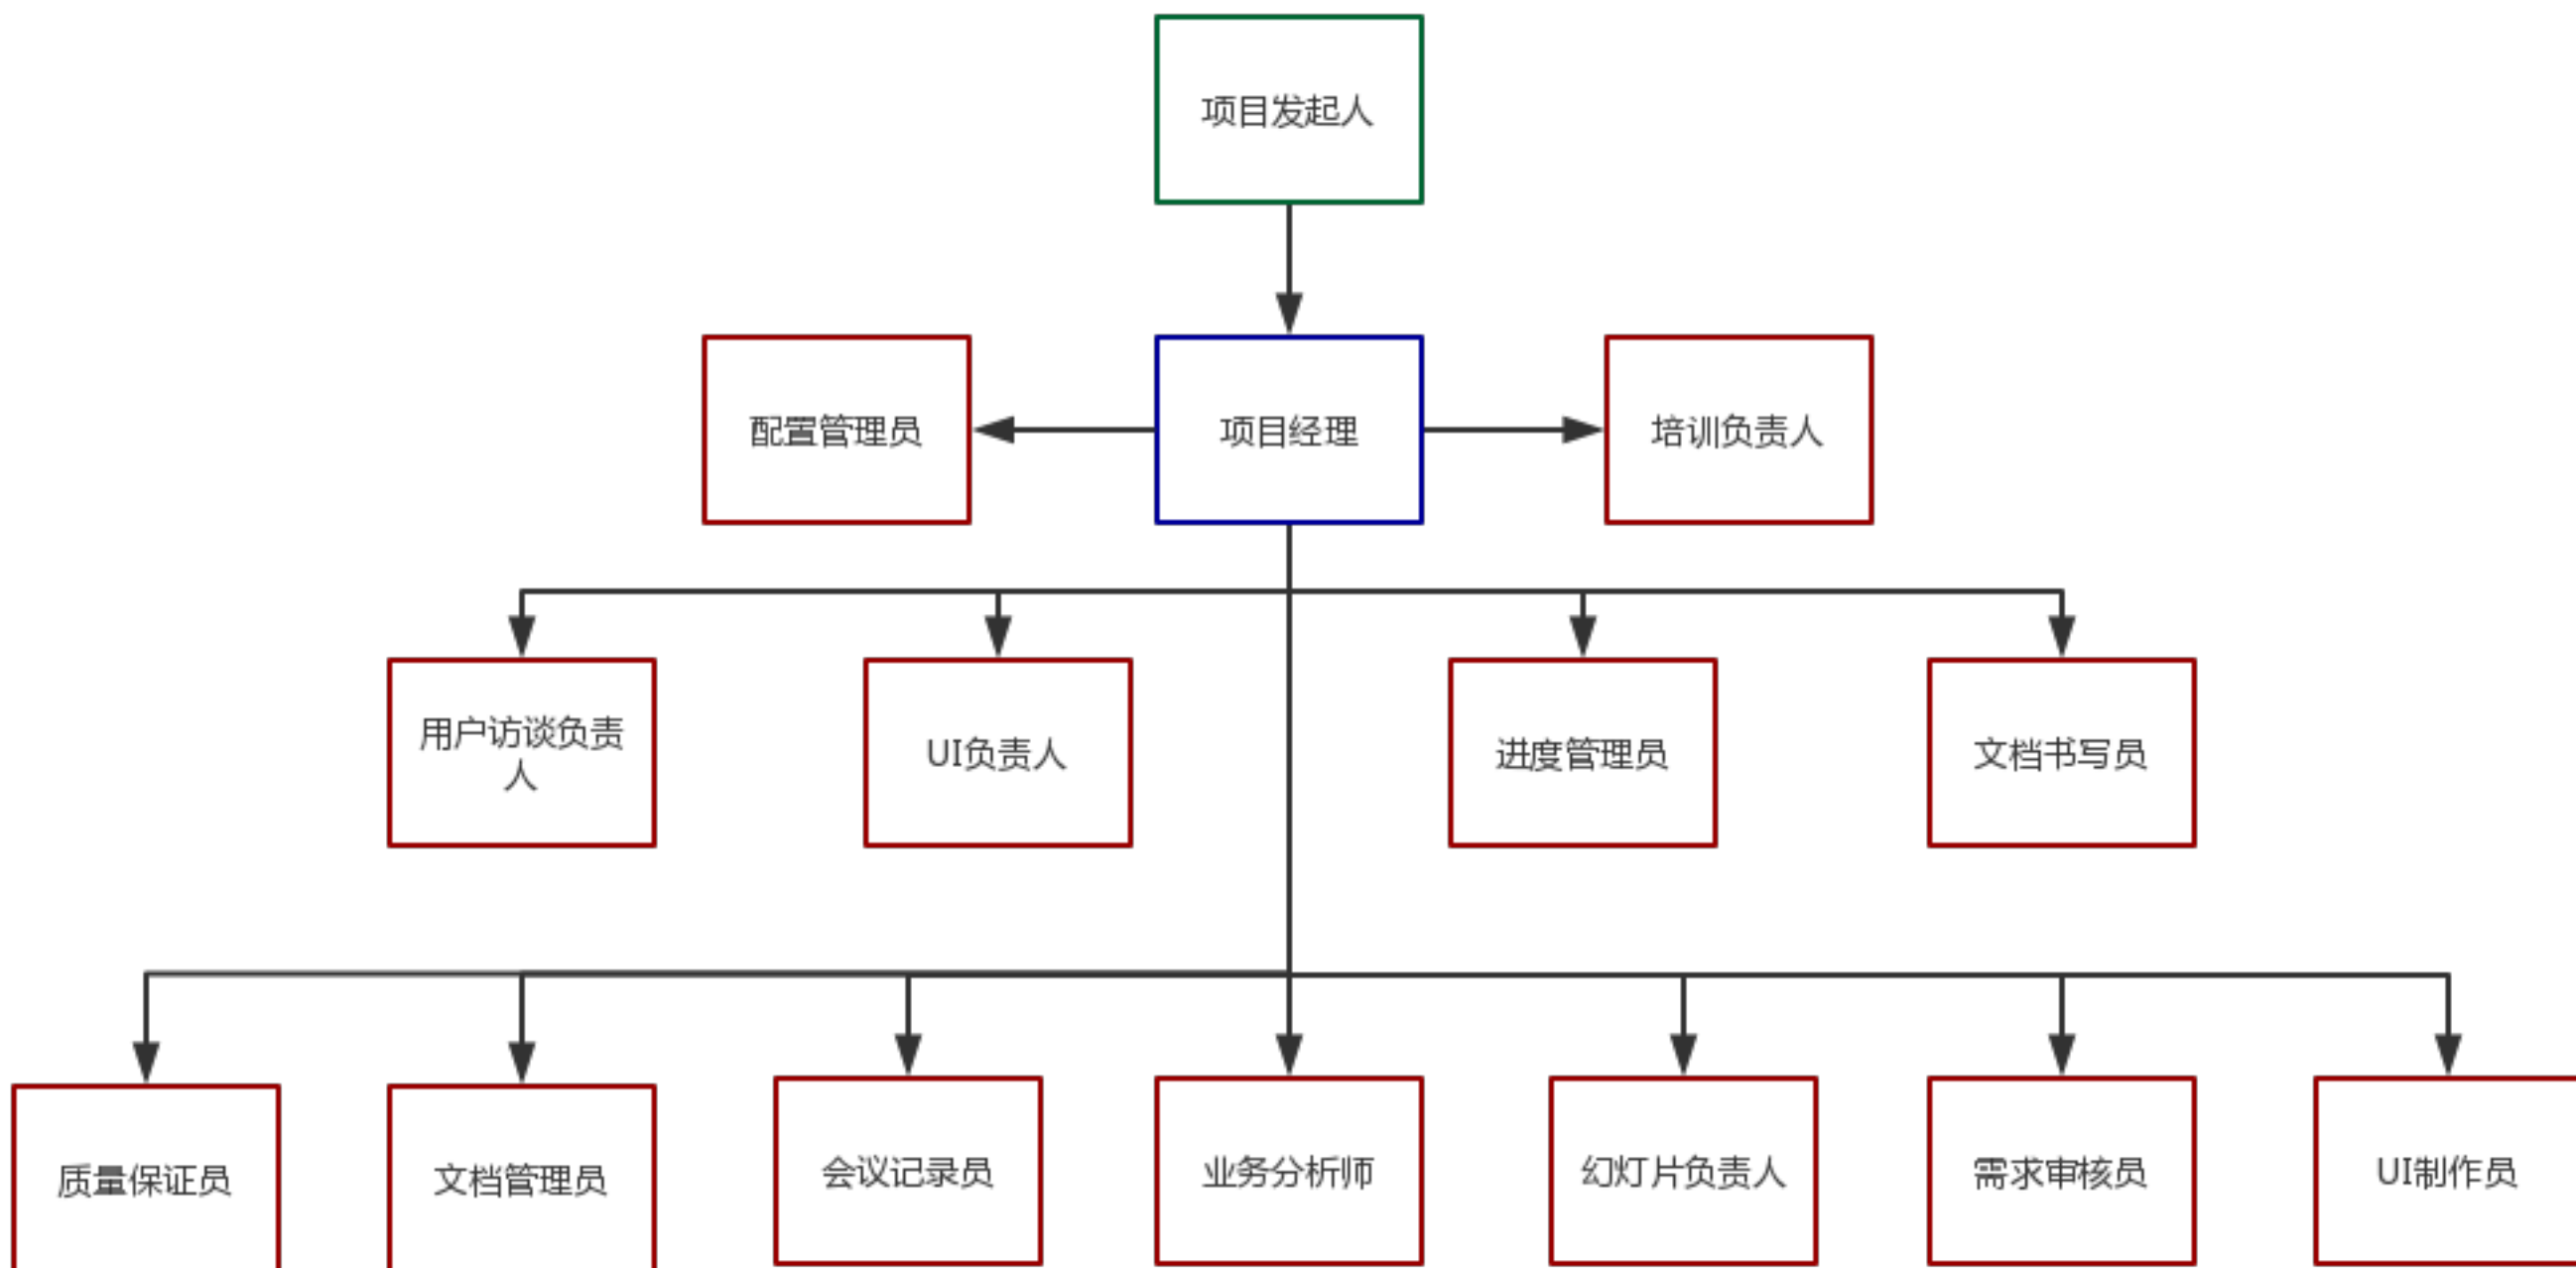 项目发起人
配置管理员
项目经理
培训负责人
用户访谈负责
人
UI负责人
进度管理员
文档书写员
质量保证员
文档管理员
会议记录员
业务分析师
幻灯片负责人
需求审核员
UI制作员